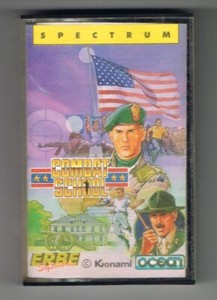 SPECTRUM
COMBAT
SCHOOL
ERBE
© Konami
ocean